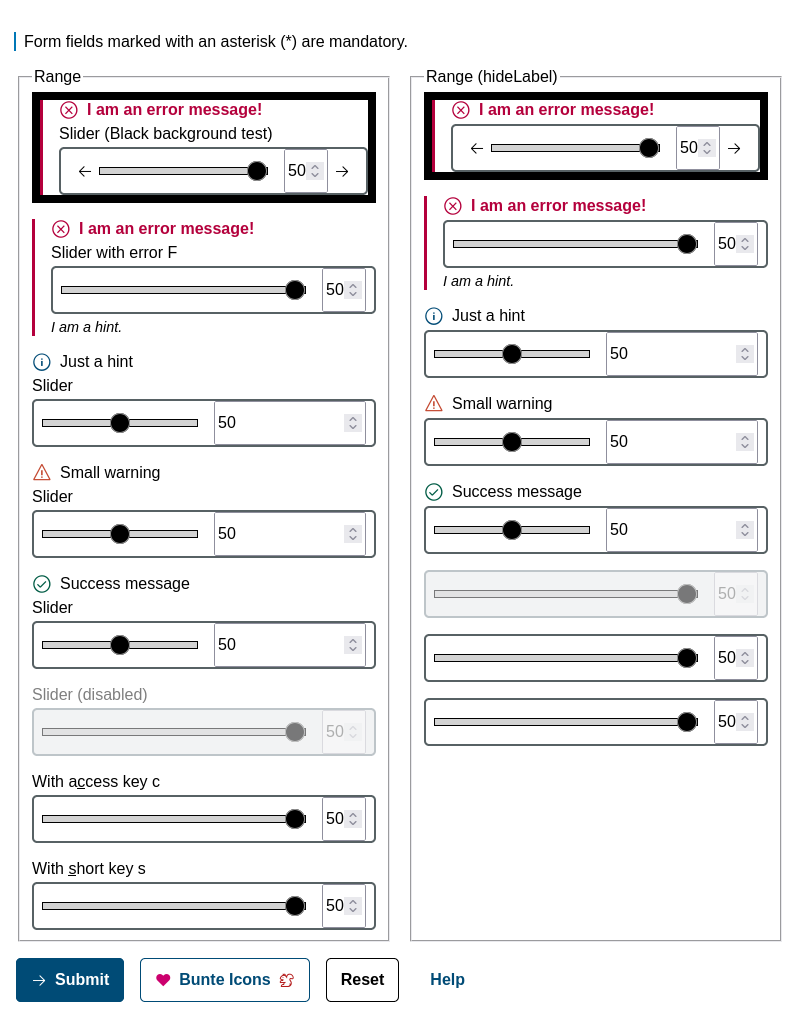 Form fields marked with an asterisk (*) are mandatory.
Range
I am an error message!
Slider (Black background test)
50
I am an error message!
Slider with error F
50
I am a hint.
Just a hint
Slider
50
Small warning
Slider
50
Success message
Slider
50
Slider (disabled)
50
With access key c
50
With short key s
50
Range (hideLabel)
I am an error message!
50
I am an error message!
50
I am a hint.
Just a hint
50
Small warning
50
Success message
50
50
50
50
Submit Bunte Icons Reset Help